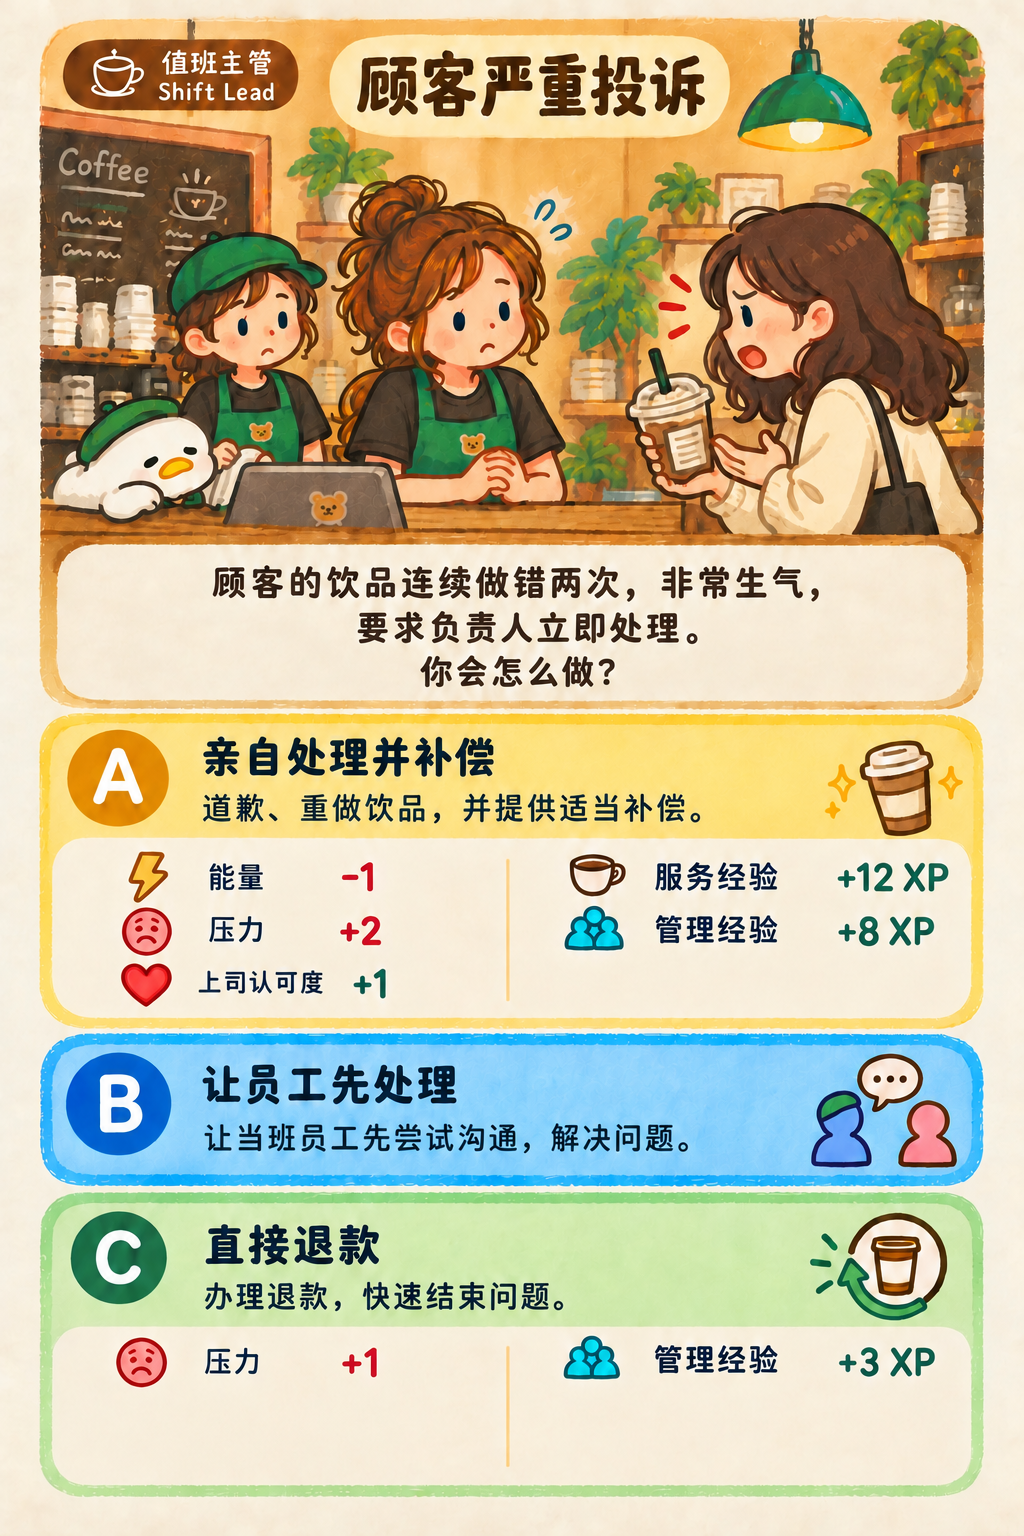 值班主管
Shift Lead
顾客严重投诉
Coffee
顾客的饮品连续做错两次，非常生气，
要求负责人立即处理。
你会怎么做？
A
亲自处理并补偿
道歉、重做饮品，并提供适当补偿。
能量 -1
服务经验 +12 XP
压力 +2
管理经验 +8 XP
上司认可度 +1
B
让员工先处理
让当班员工先尝试沟通，解决问题。
C
直接退款
办理退款，快速结束问题。
压力 +1
管理经验 +3 XP